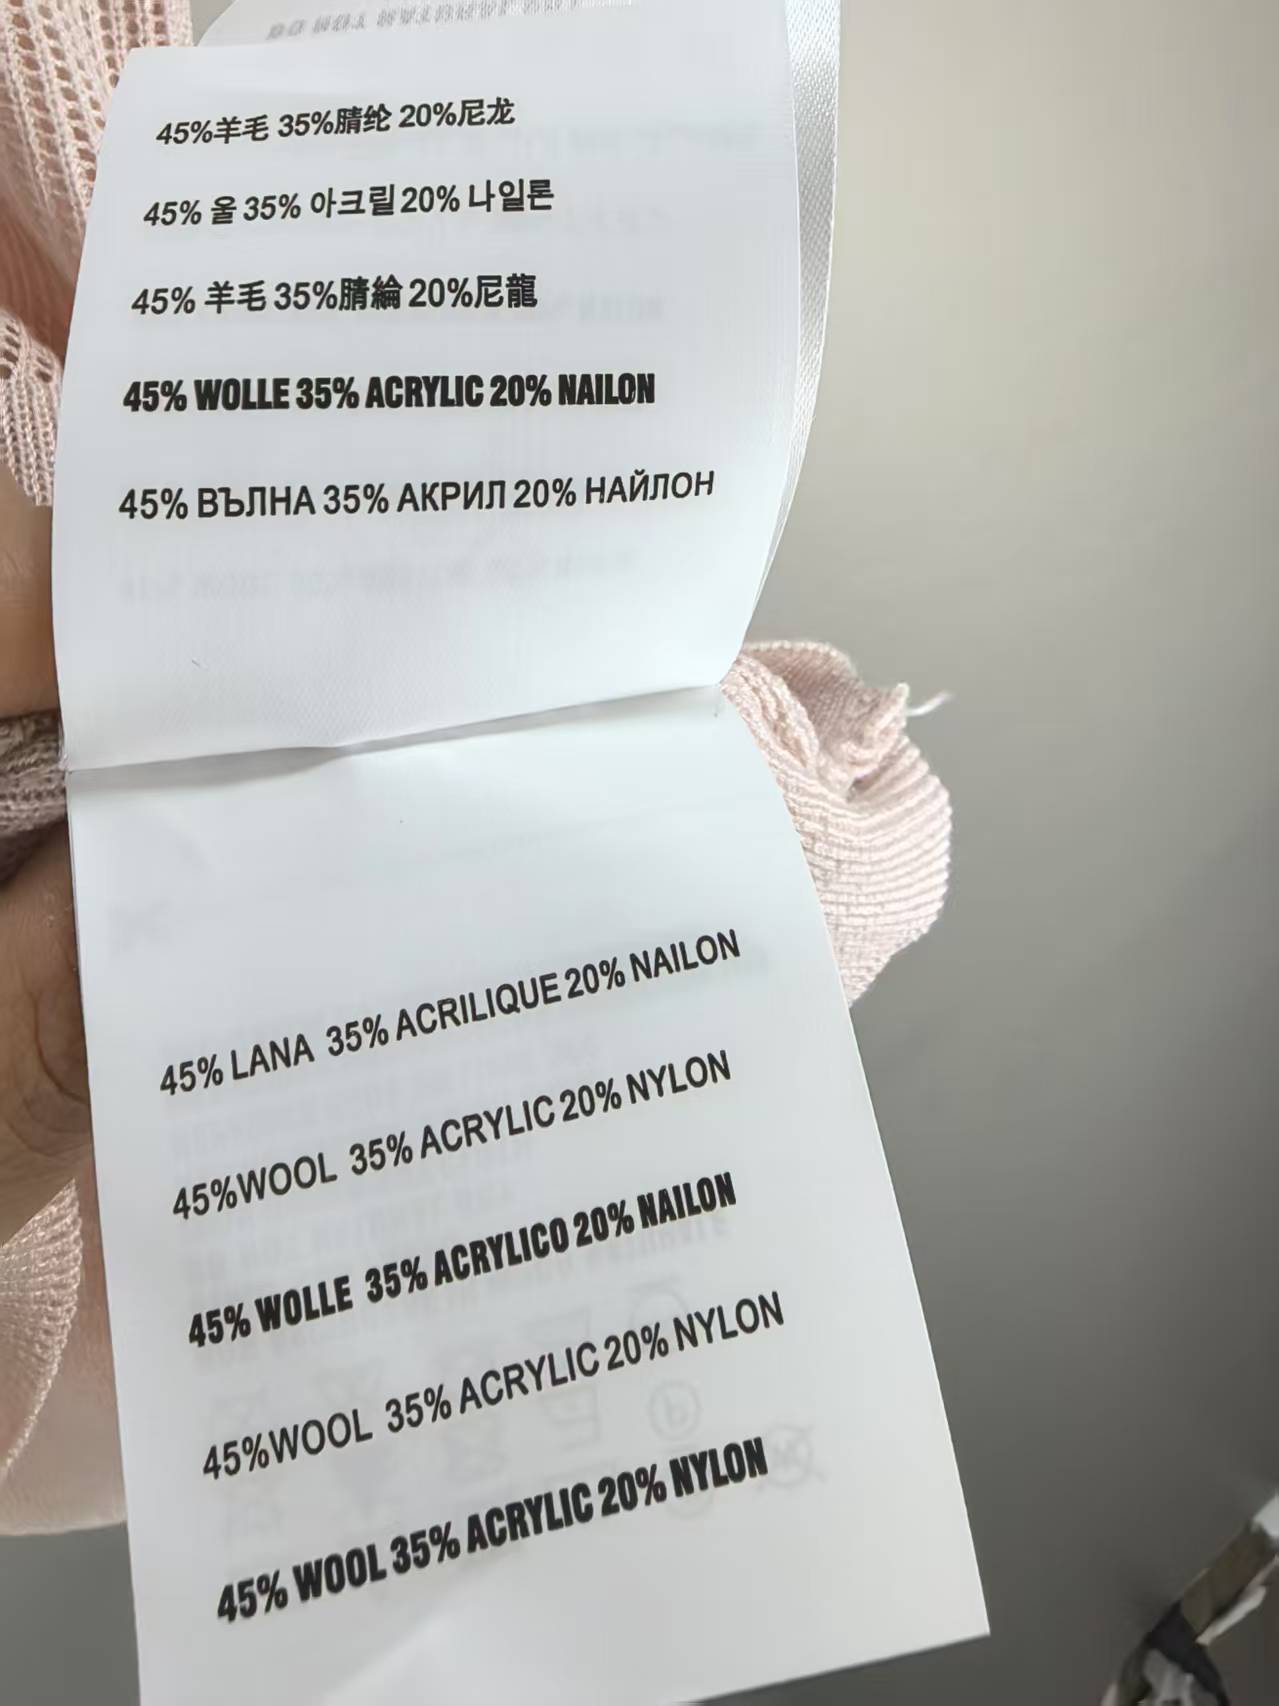 45%羊毛 35%腈纶 20%尼龙
45% 울 35% 아크릴 20% 나일론
45% 羊毛 35%腈綸 20%尼龍
45% WOLLE 35% ACRYLIC 20% NAILON
45% ВЪЛНА 35% АКРИЛ 20% НАЙЛОН
45% LANA 35% ACRILIQUE 20% NAILON
45%WOOL 35% ACRYLIC 20% NYLON
45% WOLLE 35% ACRYLICO 20% NAILON
45%WOOL 35% ACRYLIC 20% NYLON
45% WOOL 35% ACRYLIC 20% NYLON